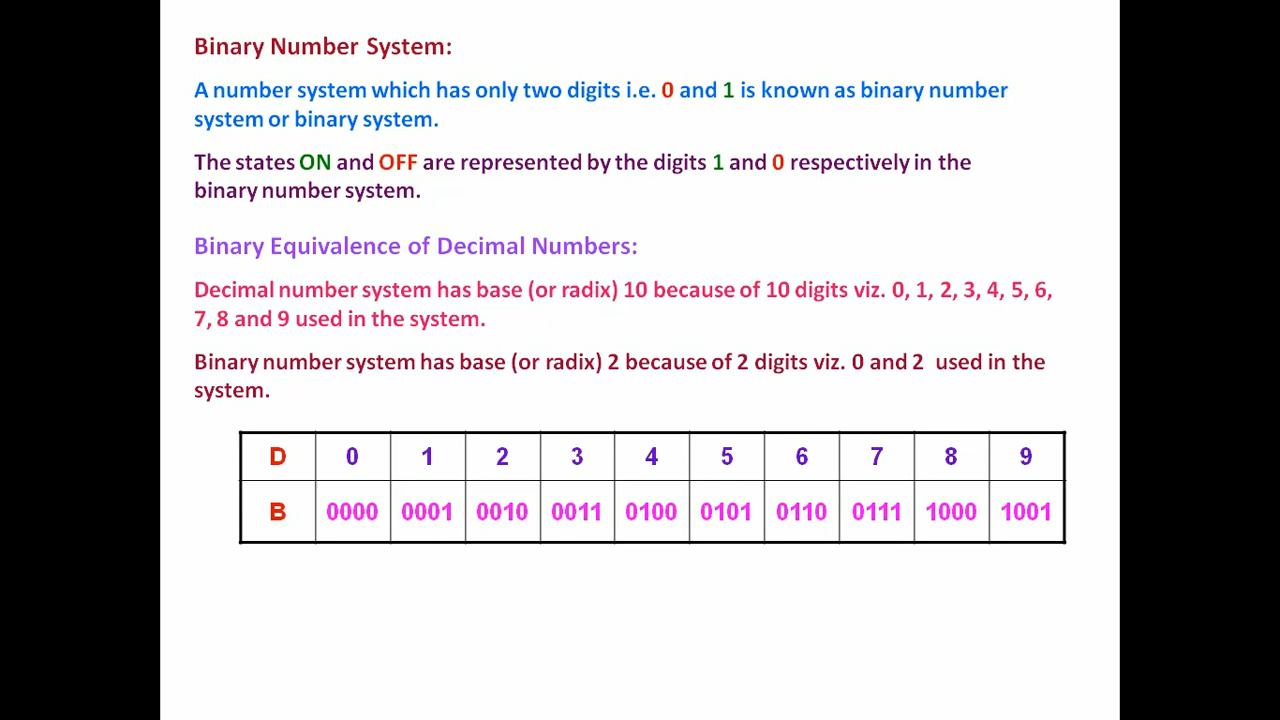 Binary Number System:
A number system which has only two digits i.e. 0 and 1 is known as binary number
system or binary system.
The states ON and OFF are represented by the digits 1 and 0 respectively in the
binary number system.
Binary Equivalence of Decimal Numbers:
Decimal number system has base (or radix) 10 because of 10 digits viz. 0, 1, 2, 3, 4, 5, 6,
7, 8 and 9 used in the system.
Binary number system has base (or radix) 2 because of 2 digits viz. 0 and 2 used in the
system.
D 0 1 2 3 4 5 6 7 8 9
B 0000 0001 0010 0011 0100 0101 0110 0111 1000 1001